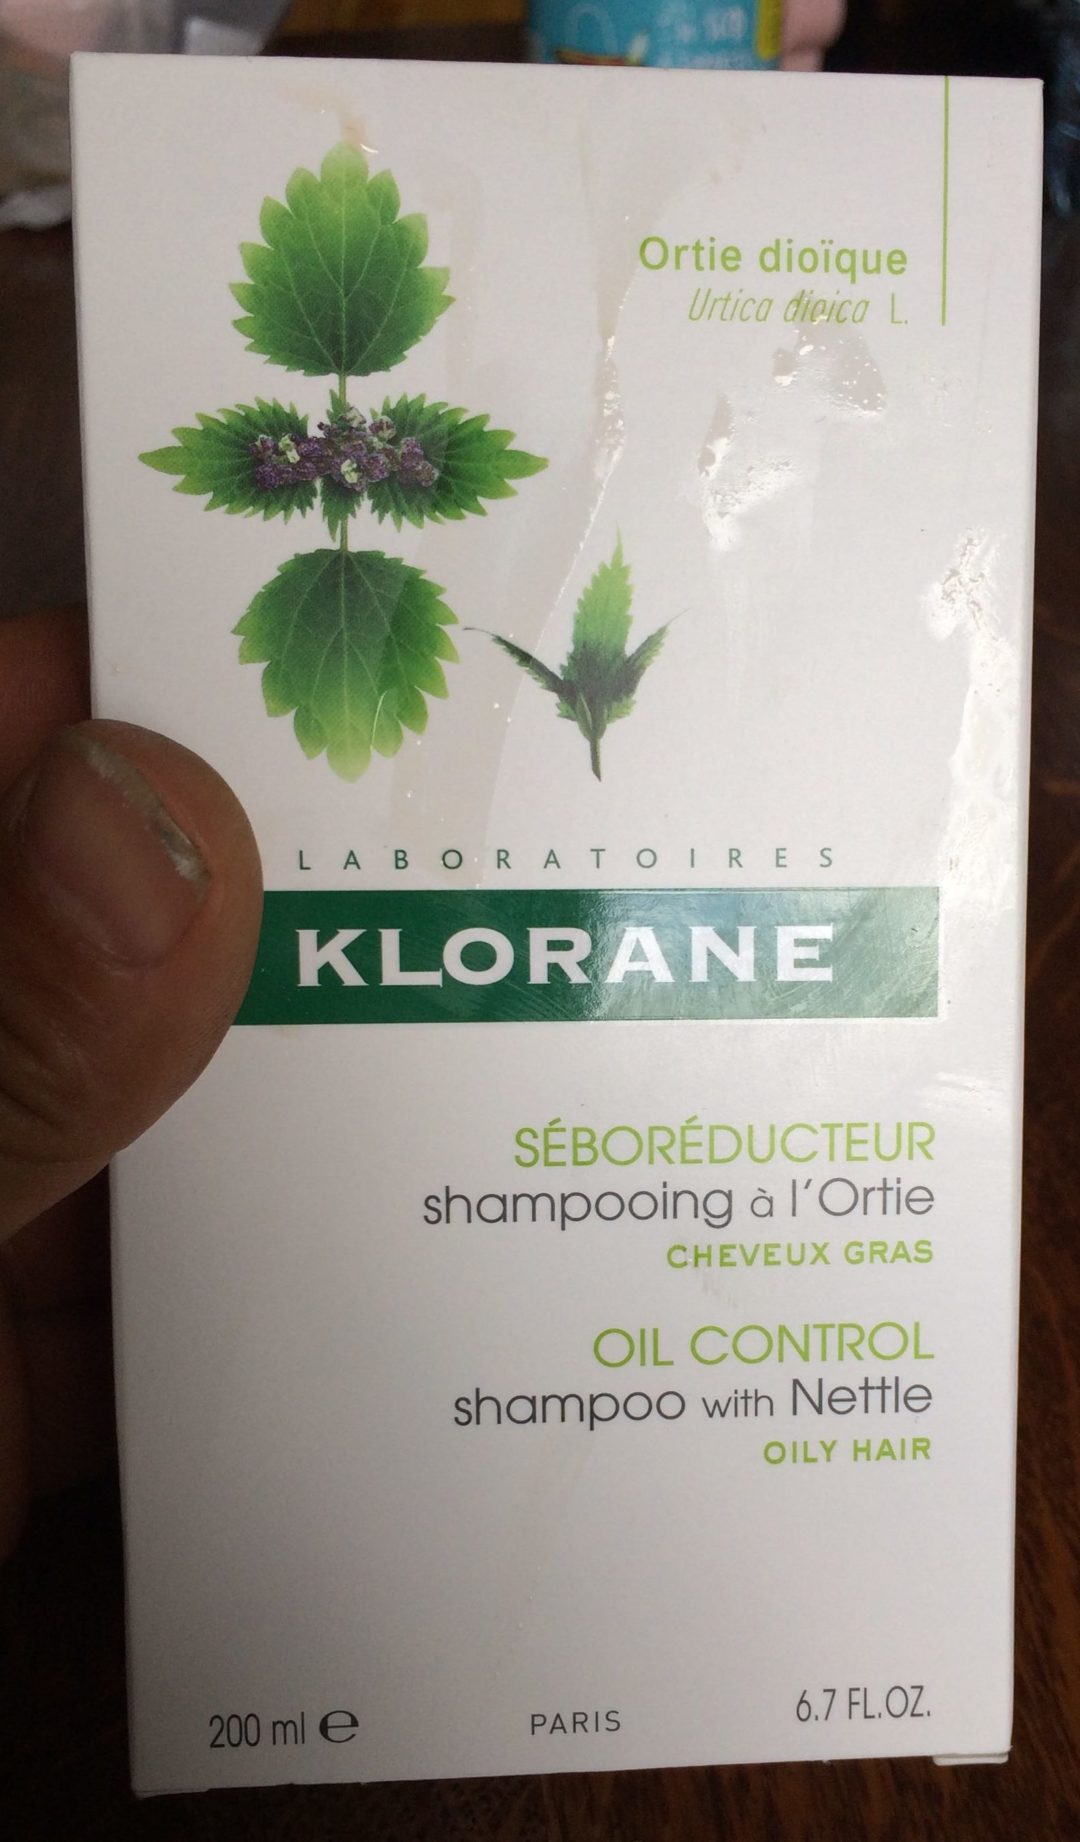 Ortie dioïque
Urtica dioica L.
LABORATOIRES
KLORANE
SÉBORÉDUCTEUR
shampooing à l'Ortie
CHEVEUX GRAS
OIL CONTROL
shampoo with Nettle
OILY HAIR
200 ml ℮
PARIS
6.7 FL.OZ.